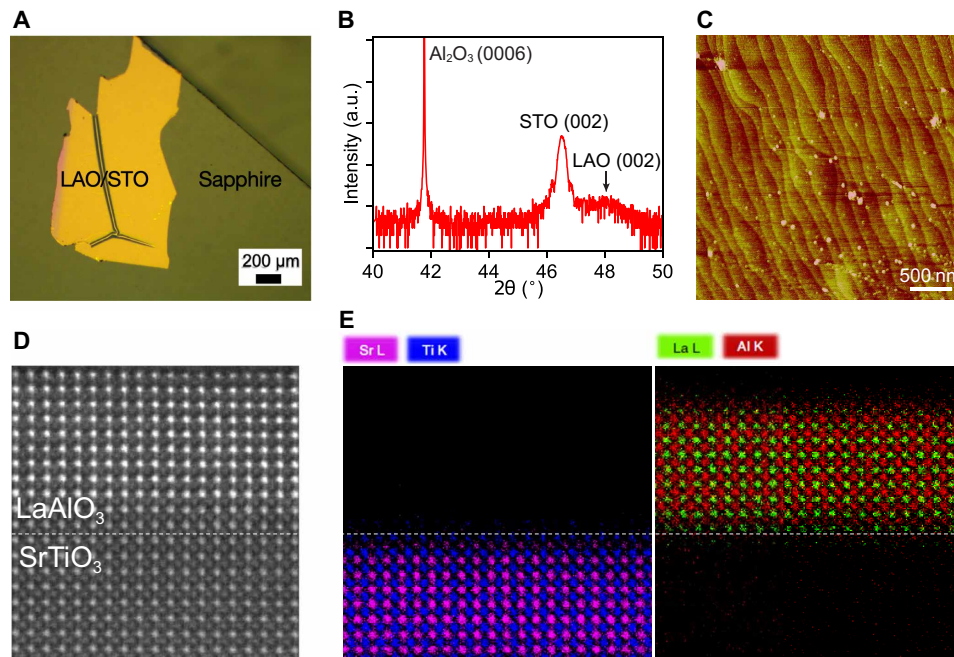 A
LAO/STO
Sapphire
200 µm
B
Intensity (a.u.)
Al₂O₃ (0006)
STO (002)
LAO (002)
40 42 44 46 48 50
2θ (°)
C
500 nm
D
LaAlO₃
SrTiO₃
E
Sr L Ti K
La L Al K